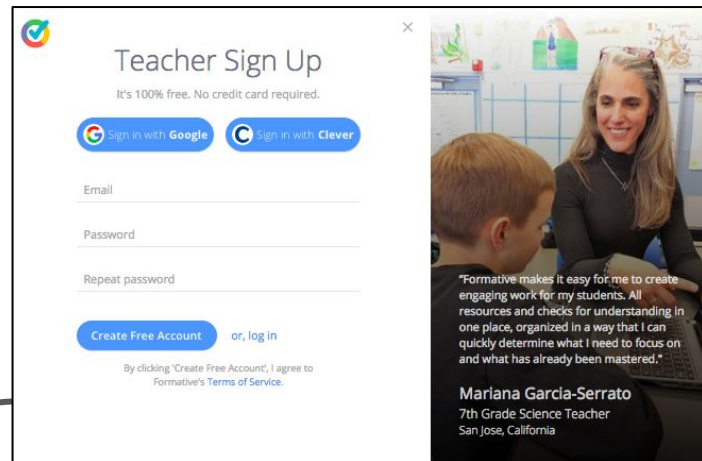 Teacher Sign Up
It's 100% free. No credit card required.
Sign in with Google
Sign in with Clever
Email
Password
Repeat password
Create Free Account
or, log in
By clicking 'Create Free Account', I agree to
Formative's Terms of Service.
"Formative makes it easy for me to create
engaging work for my students. All
resources and checks for understanding in
one place, organized in a way that I can
quickly determine what I need to focus on
and what has already been mastered."
Mariana Garcia-Serrato
7th Grade Science Teacher
San Jose, California